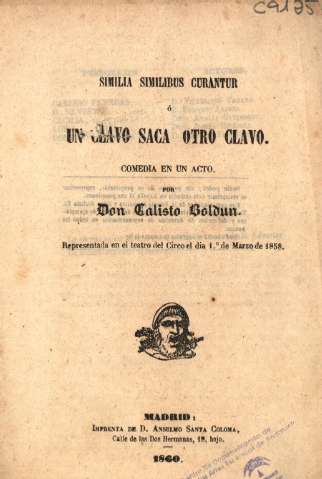 C9175
SIMILIA SIMILIBUS CURANTUR
ó
UN CLAVO SACA OTRO CLAVO.
COMEDIA EN UN ACTO.
POR
Don Calisto Boldun.
Representada en el teatro del Circo el dia 1.º de Marzo de 1858.
MADRID:
IMPRENTA DE D. ANSELMO SANTA COLOMA,
Calle de las Dos Hermanas, 19, bajo.
1860.